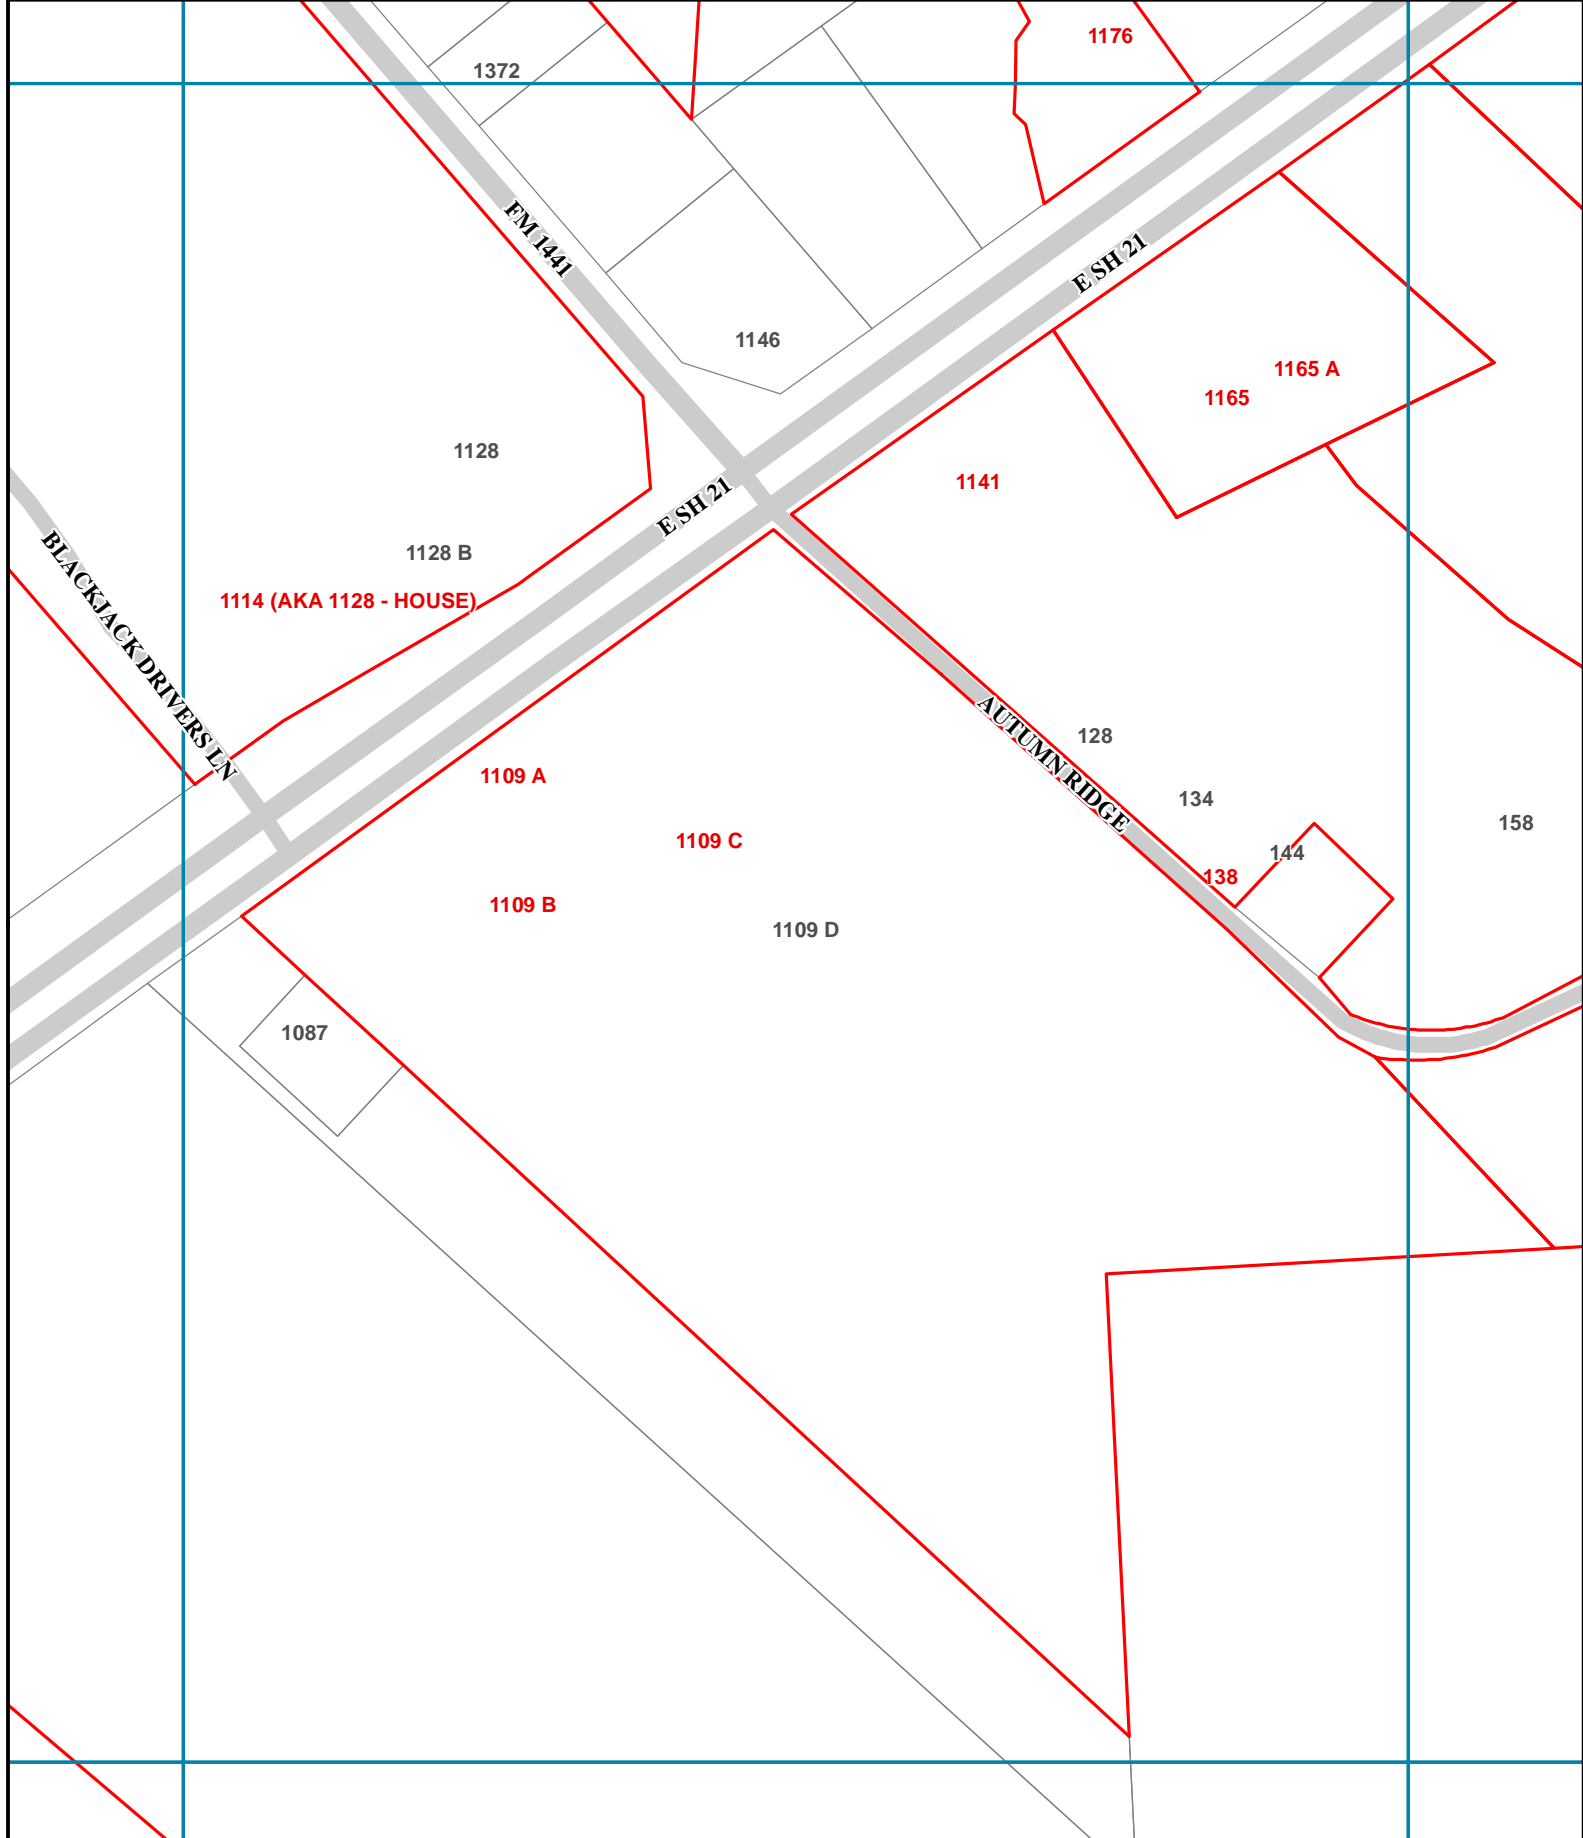 1176
1372
FM 1441
E SH 21
1146
1165 A
1165
1128
1141
E SH 21
1128 B
1114 (AKA 1128 - HOUSE)
BLACKJACK DRIVERS LN
AUTUMN RIDGE
128
1109 A
134
158
1109 C
144
138
1109 B
1109 D
1087